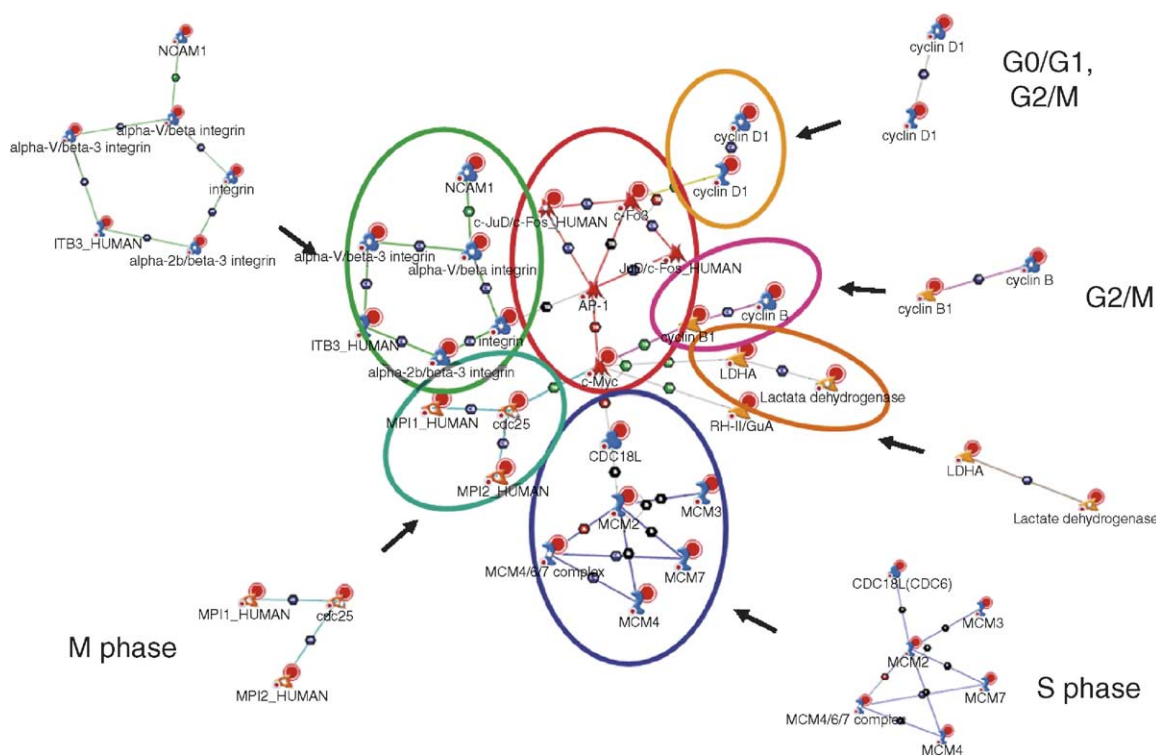 NCAM1
alpha-V/beta integrin
alpha-V/beta-3 integrin
integrin
ITB3_HUMAN
alpha-2b/beta-3 integrin
NCAM1
alpha-V/beta-3 integrin
alpha-V/beta integrin
ITB3_HUMAN
integrin
alpha-2b/beta-3 integrin
c-JuD/c-Fos_HUMAN
c-Fo3
JuD/c-Fos_HUMAN
AP-1
c-Myc
cyclin D1
cyclin D1
cyclin D1
cyclin D1
G0/G1,
G2/M
cyclin B
cyclin B1
cyclin B
cyclin B1
G2/M
LDHA
Lactata dehydrogenase
RH-II/GuA
LDHA
Lactate dehydrogenase
MPI1_HUMAN
cdc25
MPI2_HUMAN
MPI1_HUMAN
cdc25
MPI2_HUMAN
M phase
CDC18L
MCM2
MCM3
MCM4/6/7 complex
MCM7
MCM4
CDC18L(CDC6)
MCM3
MCM2
MCM7
MCM4/6/7 complex
MCM4
S phase